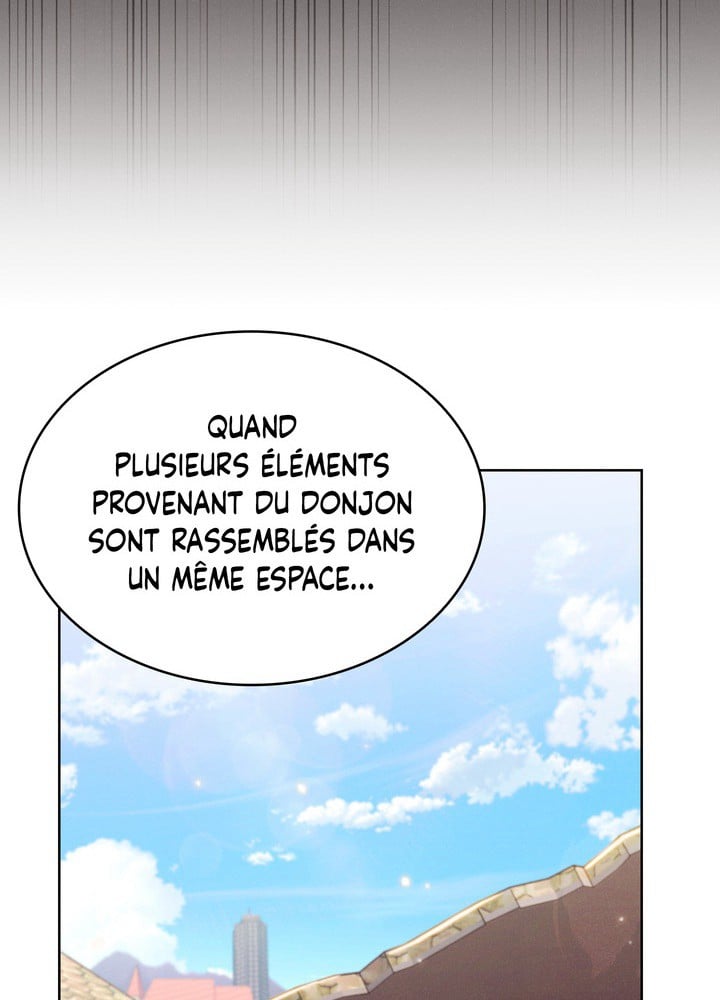 QUAND
PLUSIEURS ÉLÉMENTS
PROVENANT DU DONJON
SONT RASSEMBLÉS DANS
UN MÊME ESPACE...